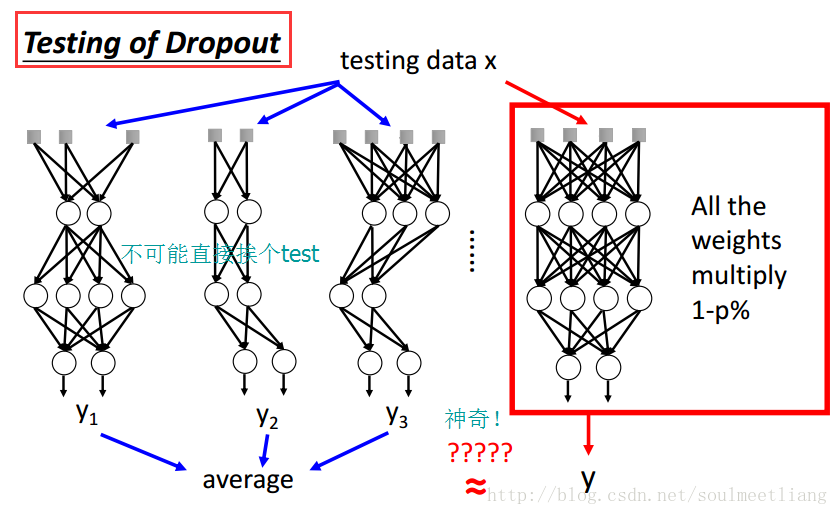 Testing of Dropout
testing data x
不可能直接挨个test
......
All the
weights
multiply
1-p%
y1
y2
y3
average
神奇!
?????
≈
y
http://blog.csdn.net/soulmeetliang